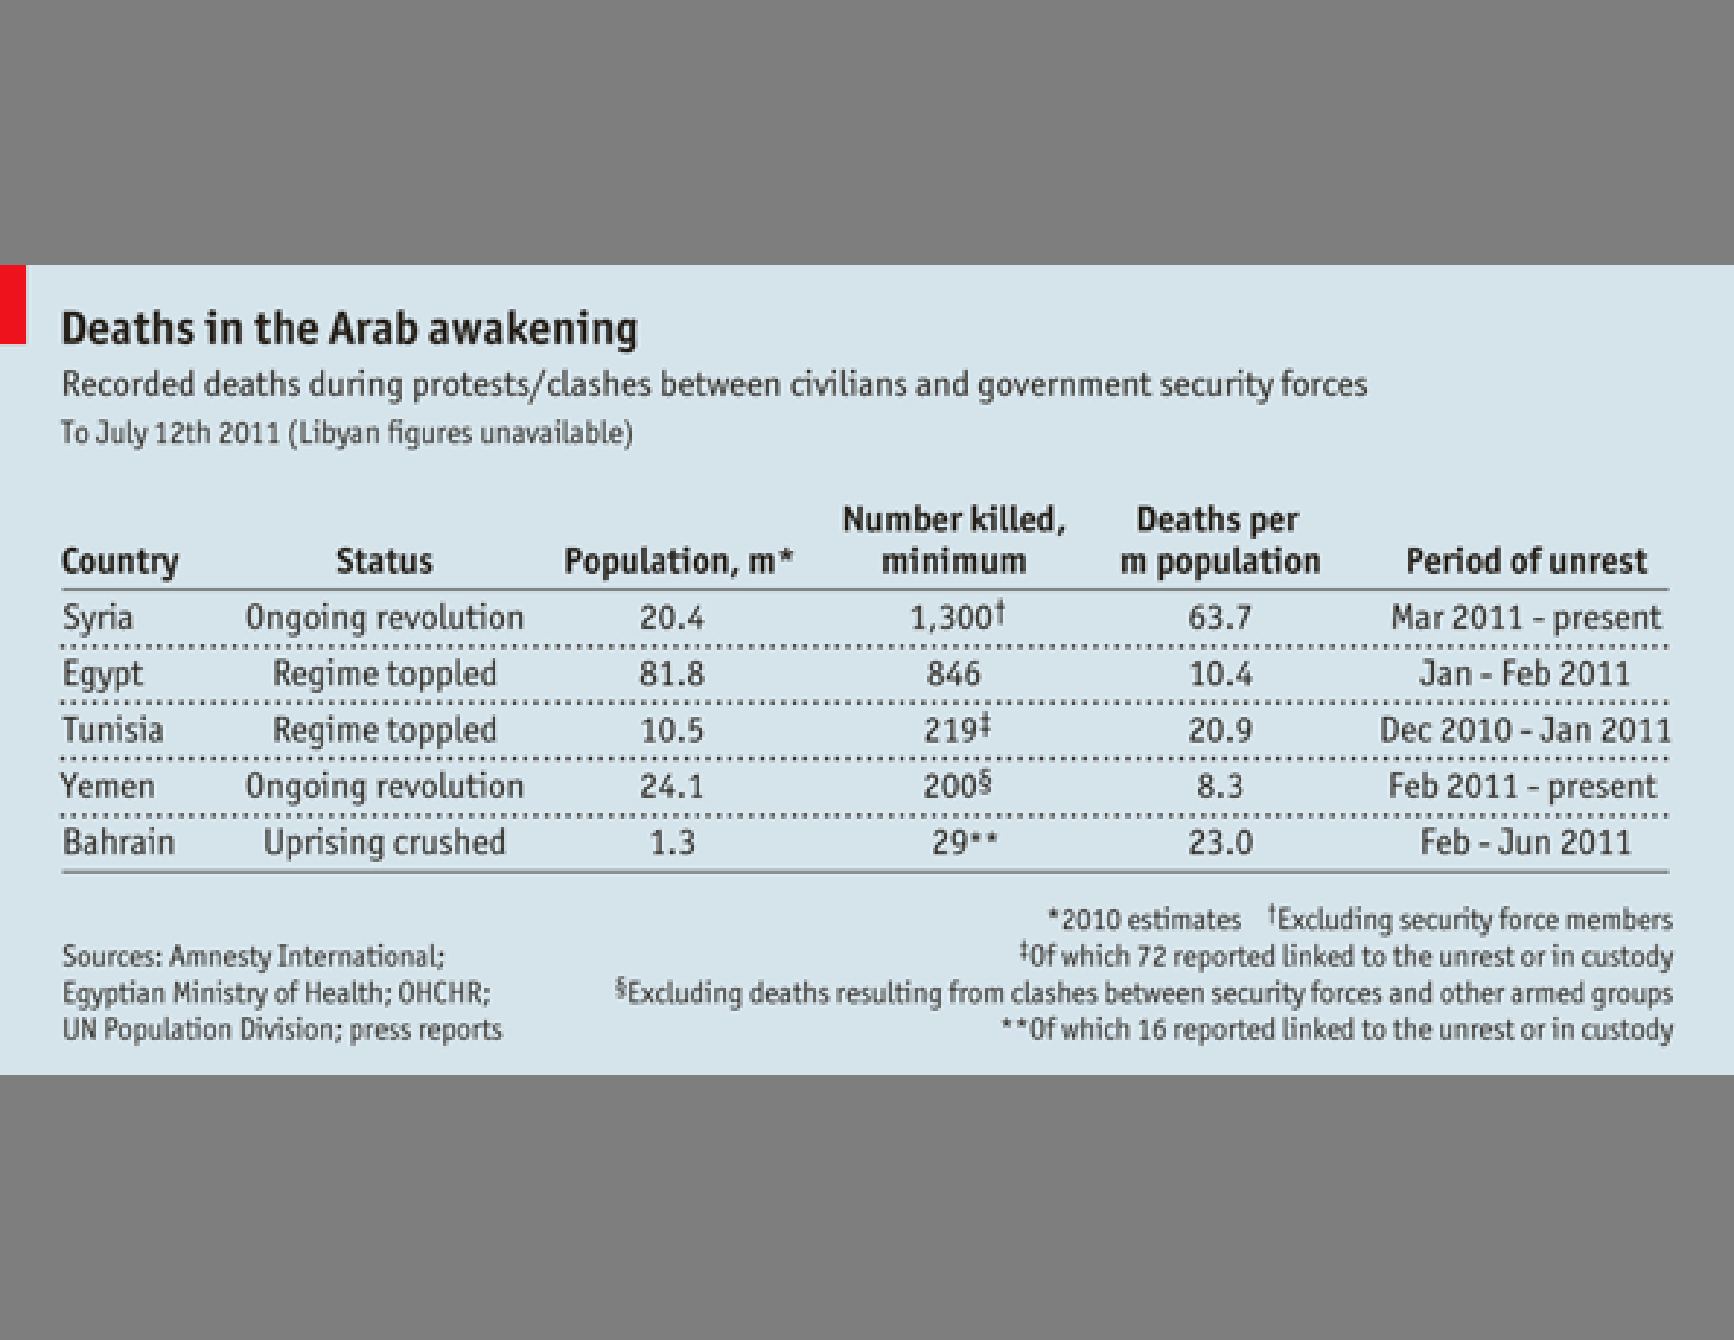 Deaths in the Arab awakening
Recorded deaths during protests/clashes between civilians and government security forces
To July 12th 2011 (Libyan figures unavailable)
Country Status Population, m* Number killed, minimum Deaths per m population Period of unrest
Syria Ongoing revolution 20.4 1,300† 63.7 Mar 2011 - present
Egypt Regime toppled 81.8 846 10.4 Jan - Feb 2011
Tunisia Regime toppled 10.5 219‡ 20.9 Dec 2010 - Jan 2011
Yemen Ongoing revolution 24.1 200§ 8.3 Feb 2011 - present
Bahrain Uprising crushed 1.3 29** 23.0 Feb - Jun 2011
Sources: Amnesty International;
Egyptian Ministry of Health; OHCHR;
UN Population Division; press reports
*2010 estimates †Excluding security force members
‡Of which 72 reported linked to the unrest or in custody
§Excluding deaths resulting from clashes between security forces and other armed groups
**Of which 16 reported linked to the unrest or in custody